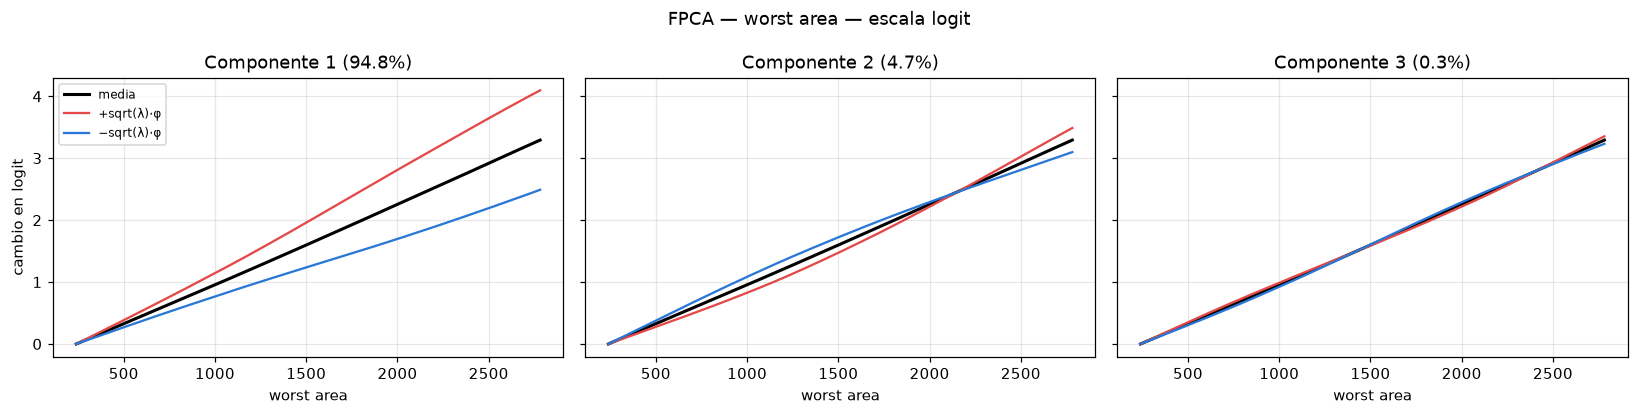 FPCA — worst area — escala logit
Componente 1 (94.8%)
Componente 2 (4.7%)
Componente 3 (0.3%)
media
+sqrt(λ)·φ
−sqrt(λ)·φ
cambio en logit
4
3
2
1
0
500 1000 1500 2000 2500
500 1000 1500 2000 2500
500 1000 1500 2000 2500
worst area
worst area
worst area